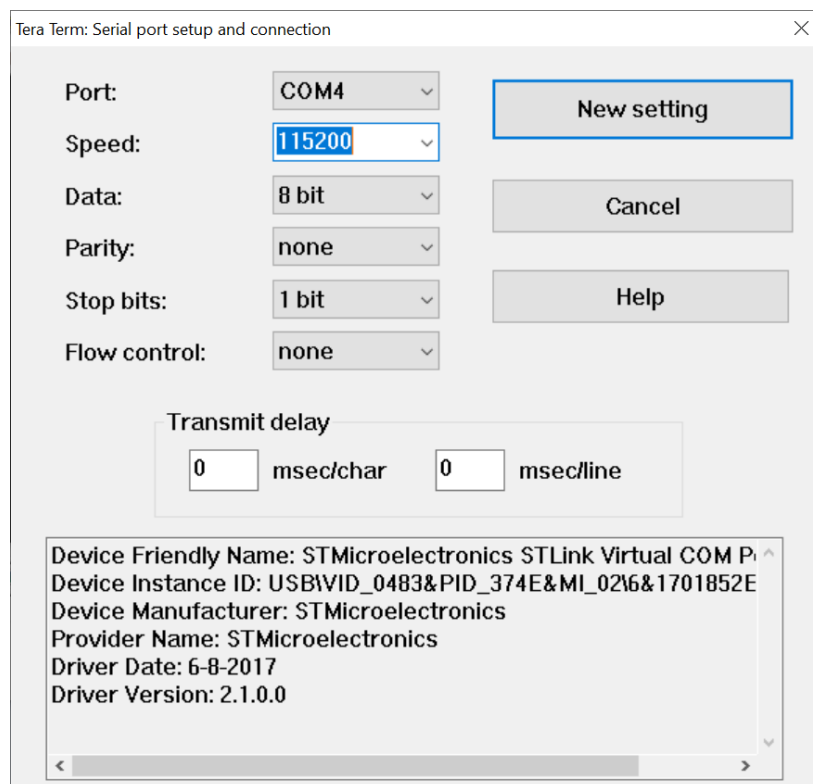 Tera Term: Serial port setup and connection
Port: COM4 New setting
Speed: 115200
Data: 8 bit Cancel
Parity: none
Stop bits: 1 bit Help
Flow control: none
Transmit delay
0 msec/char 0 msec/line
Device Friendly Name: STMicroelectronics STLink Virtual COM
Device Instance ID: USB\VID_0483&PID_374E&MI_02\6&1701852E
Device Manufacturer: STMicroelectronics
Provider Name: STMicroelectronics
Driver Date: 6-8-2017
Driver Version: 2.1.0.0